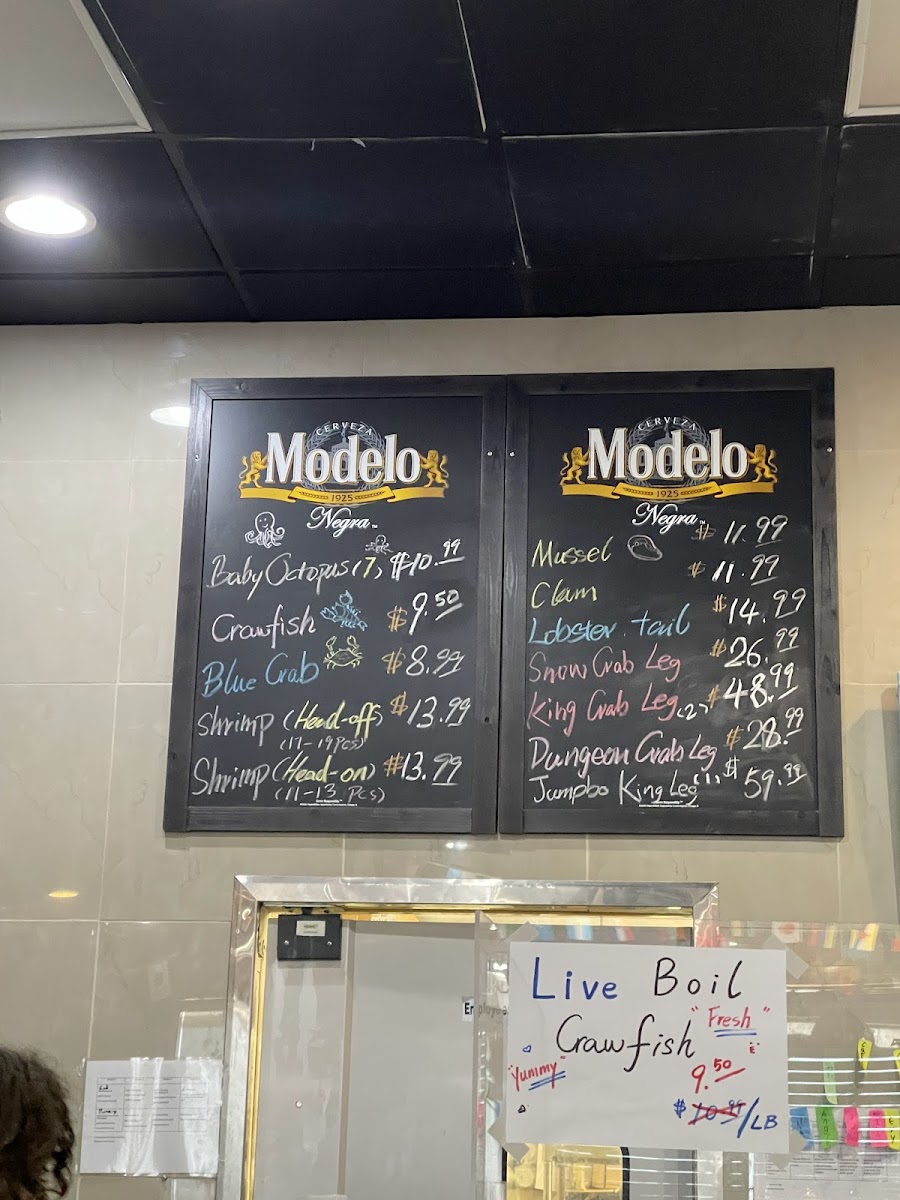 CERVEZA
Modelo
1925
Negra
Baby Octopus (7) $10.99
Crawfish $9.50
Blue Crab $8.99
Shrimp (Head-off) $13.99
(17-19pcs)
Shrimp (Head-on) $13.99
(11-13 pcs)
CERVEZA
Modelo
1925
Negra
Mussel $11.99
Clam $11.99
Lobster tail $14.99
Snow Crab Leg $26.99
King Crab Leg (2) $48.99
Dungeon Crab Leg $28.99
Jumpbo King Leg (1) $59.99
Live Boil
Crawfish "Fresh"
"Yummy"
9.50
$10.99/LB